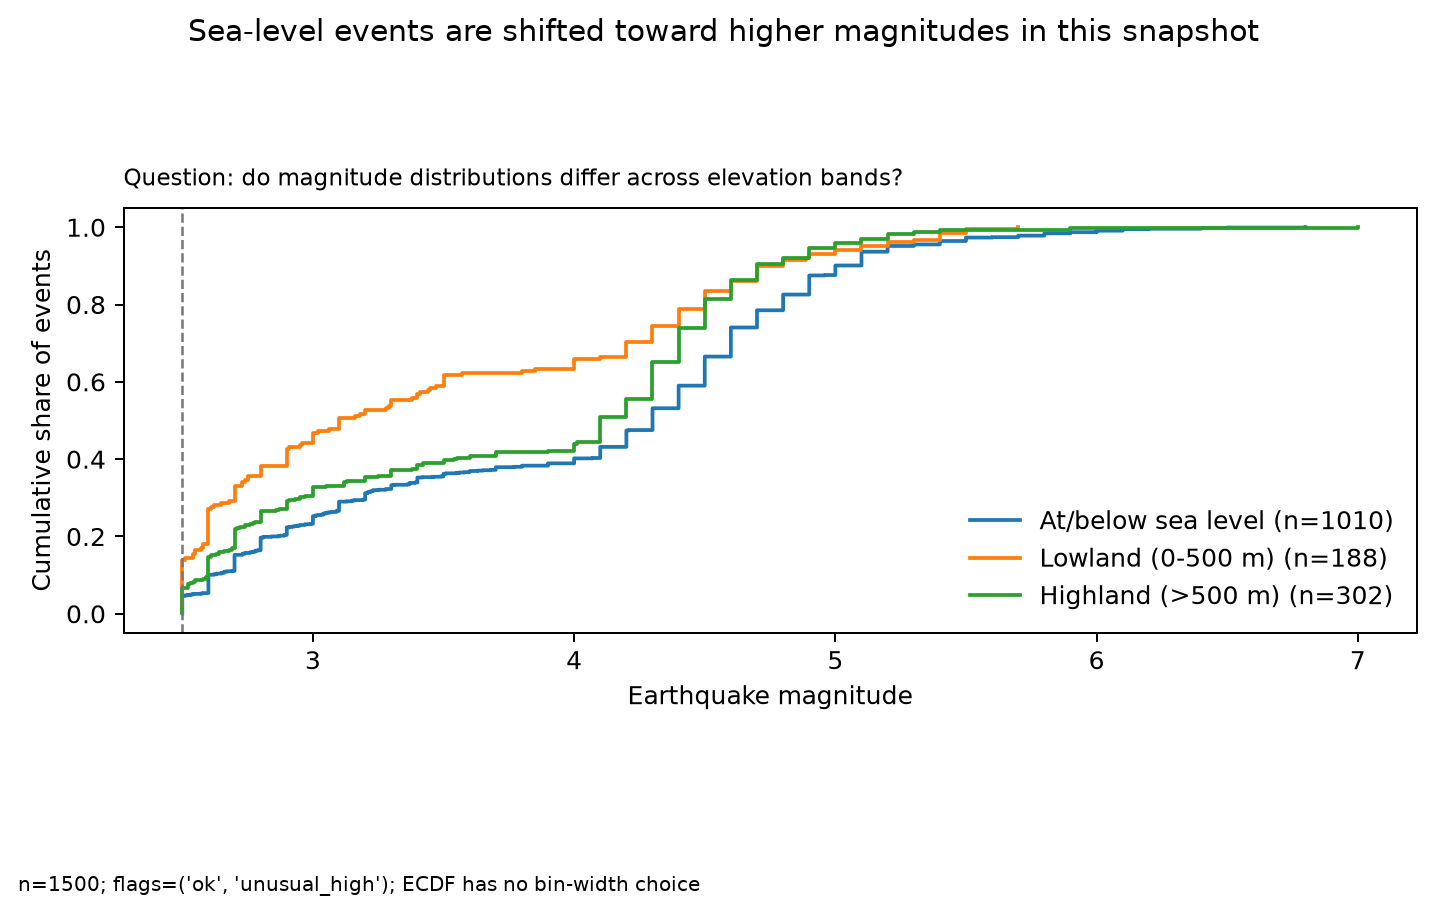 Sea-level events are shifted toward higher magnitudes in this snapshot
Question: do magnitude distributions differ across elevation bands?
1.0
0.8
0.6
0.4
0.2
0.0
Cumulative share of events
At/below sea level (n=1010)
Lowland (0-500 m) (n=188)
Highland (>500 m) (n=302)
3 4 5 6 7
Earthquake magnitude
n=1500; flags=('ok', 'unusual_high'); ECDF has no bin-width choice